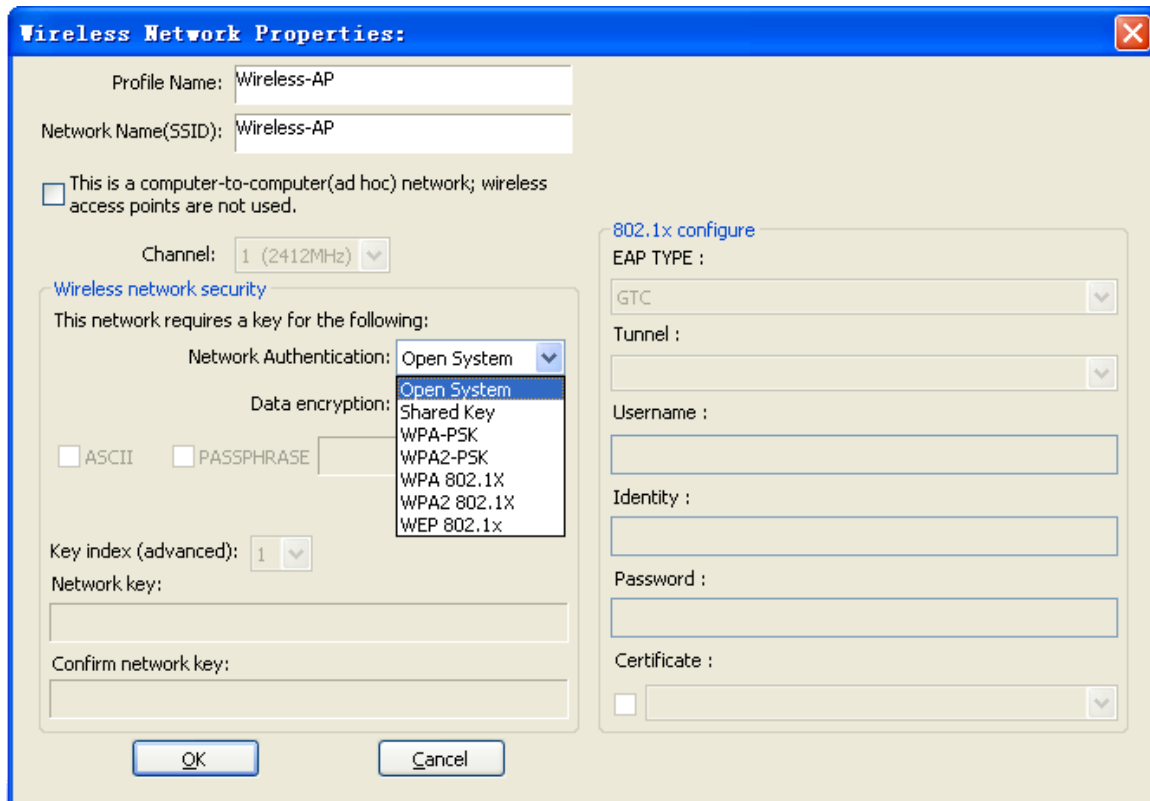 Wireless Network Properties:
Profile Name: Wireless-AP
Network Name(SSID): Wireless-AP
This is a computer-to-computer(ad hoc) network; wireless
access points are not used.
Channel: 1 (2412MHz)
Wireless network security
This network requires a key for the following:
Network Authentication: Open System
Open System
Data encryption:
Shared Key
WPA-PSK
WPA2-PSK
WPA 802.1X
WPA2 802.1X
WEP 802.1x
ASCII PASSPHRASE
Key index (advanced): 1
Network key:
Confirm network key:
802.1x configure
EAP TYPE :
GTC
Tunnel :
Username :
Identity :
Password :
Certificate :
OK Cancel